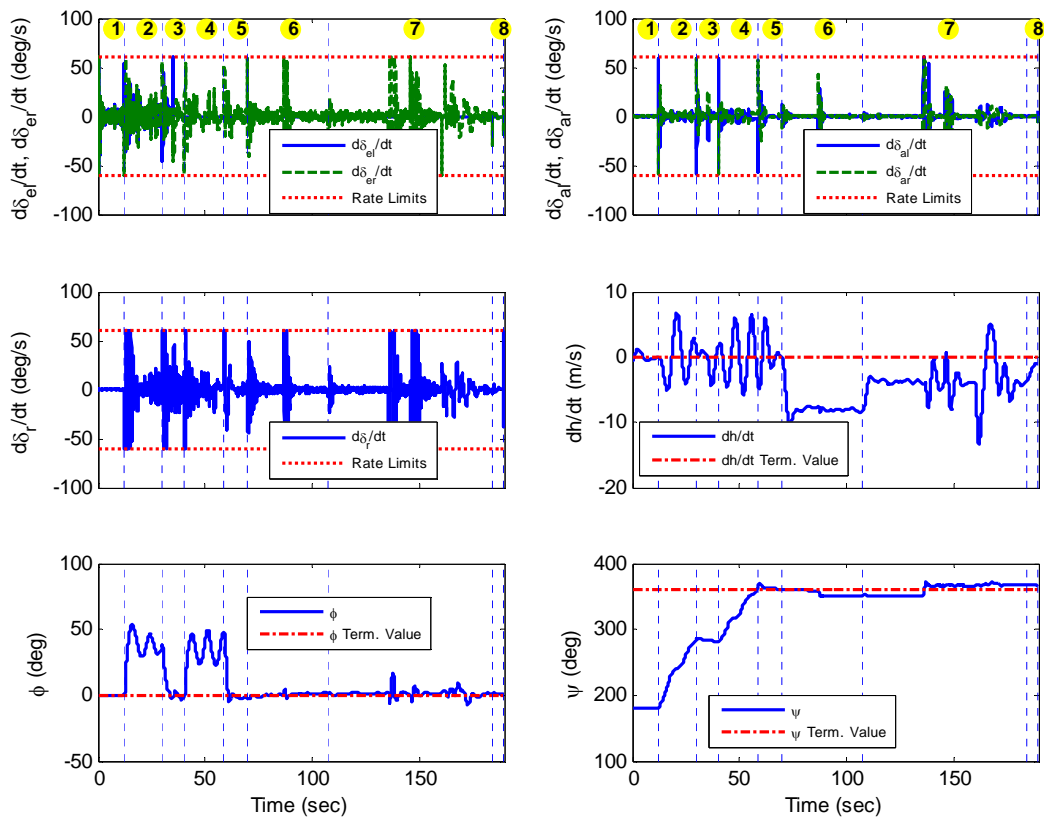 1 2 3 4 5 6 7 8
dδel/dt, dδer/dt (deg/s)
100
50
0
-50
-100
dδel/dt
dδer/dt
Rate Limits
1 2 3 4 5 6 7 8
dδal/dt, dδar/dt (deg/s)
100
50
0
-50
-100
dδal/dt
dδar/dt
Rate Limits
dδr/dt (deg/s)
100
50
0
-50
-100
0 50 100 150
dδr/dt
Rate Limits
dh/dt (m/s)
10
0
-10
-20
dh/dt
dh/dt Term. Value
ϕ (deg)
100
50
0
-50
0 50 100 150
Time (sec)
ϕ
ϕ Term. Value
ψ (deg)
400
300
200
100
0 50 100 150
Time (sec)
ψ
ψ Term. Value